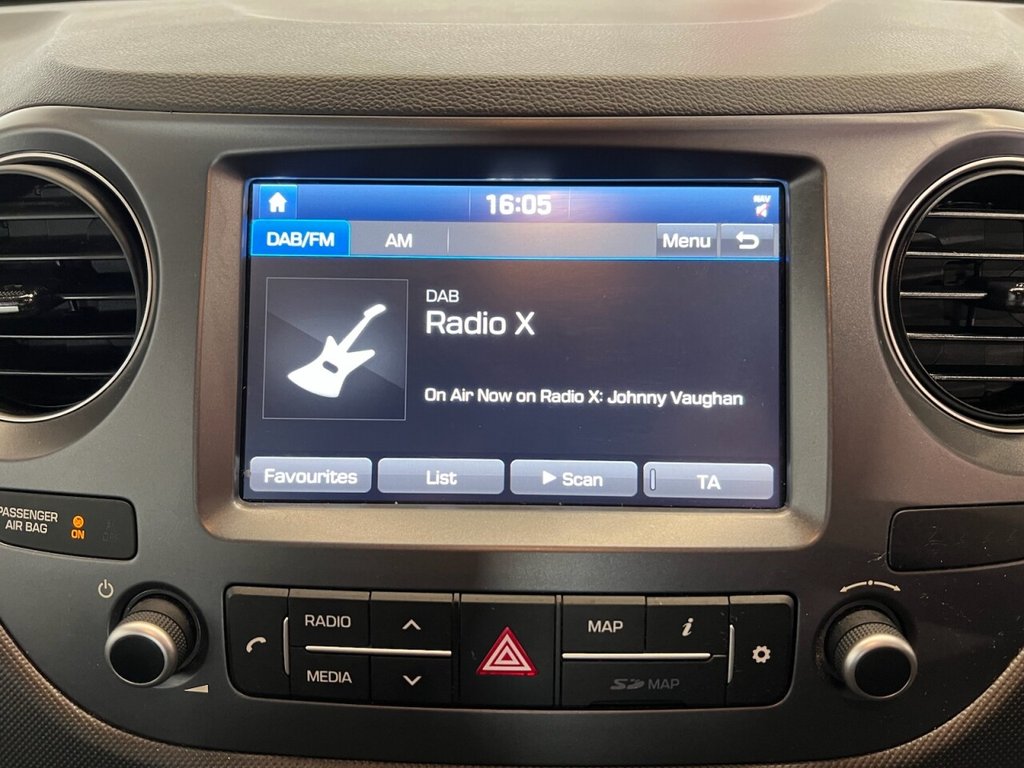 16:05
NAV
DAB/FM
AM
Menu
DAB
Radio X
On Air Now on Radio X: Johnny Vaughan
Favourites
List
Scan
TA
PASSENGER
AIR BAG
ON
OFF
RADIO
MAP
i
MEDIA
SD MAP